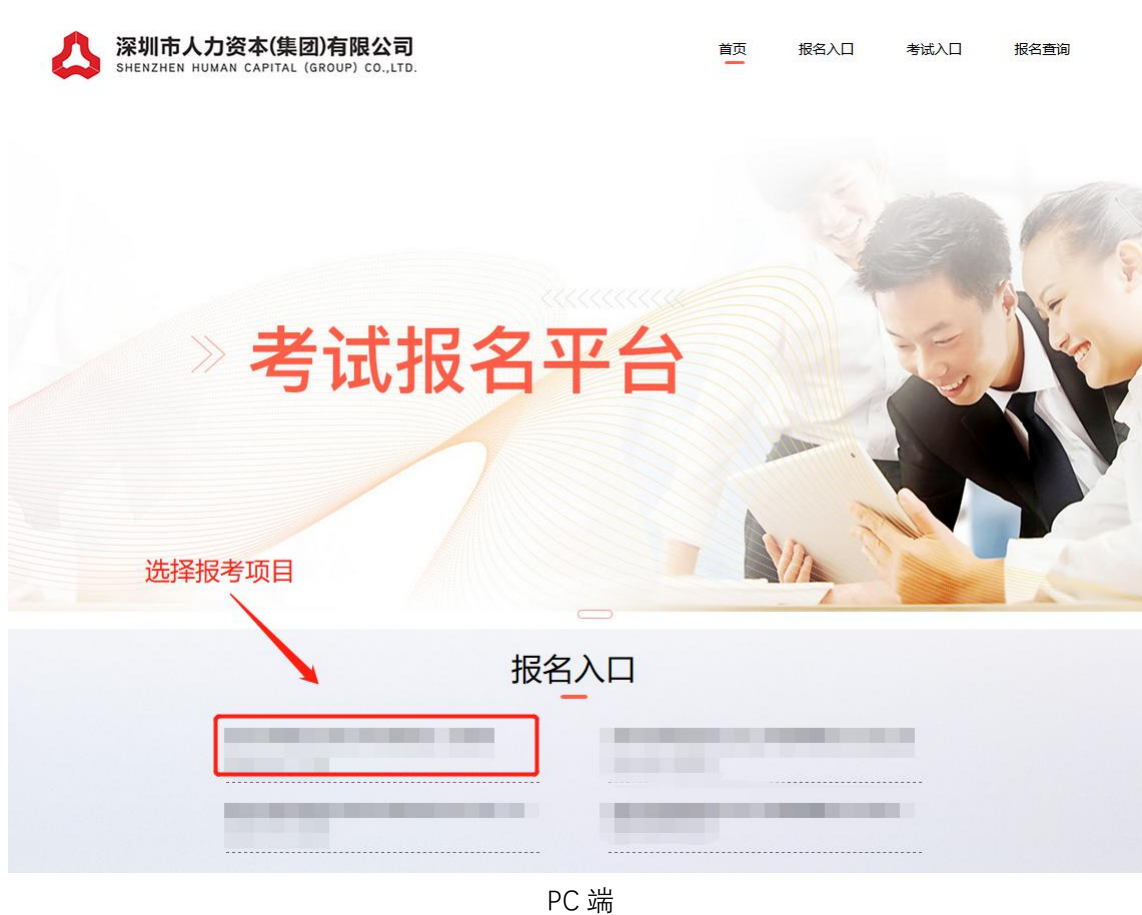 深圳市人力资本(集团)有限公司
SHENZHEN HUMAN CAPITAL (GROUP) CO.,LTD.
首页 报名入口 考试入口 报名查询
考试报名平台
选择报考项目
报名入口
PC 端